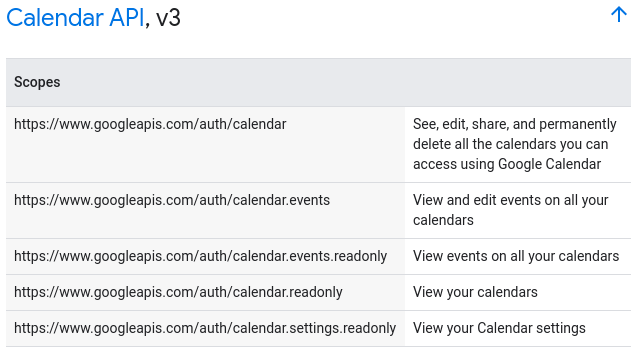 Calendar API, v3
Scopes
https://www.googleapis.com/auth/calendar
See, edit, share, and permanently
delete all the calendars you can
access using Google Calendar
https://www.googleapis.com/auth/calendar.events
View and edit events on all your
calendars
https://www.googleapis.com/auth/calendar.events.readonly
View events on all your calendars
https://www.googleapis.com/auth/calendar.readonly
View your calendars
https://www.googleapis.com/auth/calendar.settings.readonly
View your Calendar settings